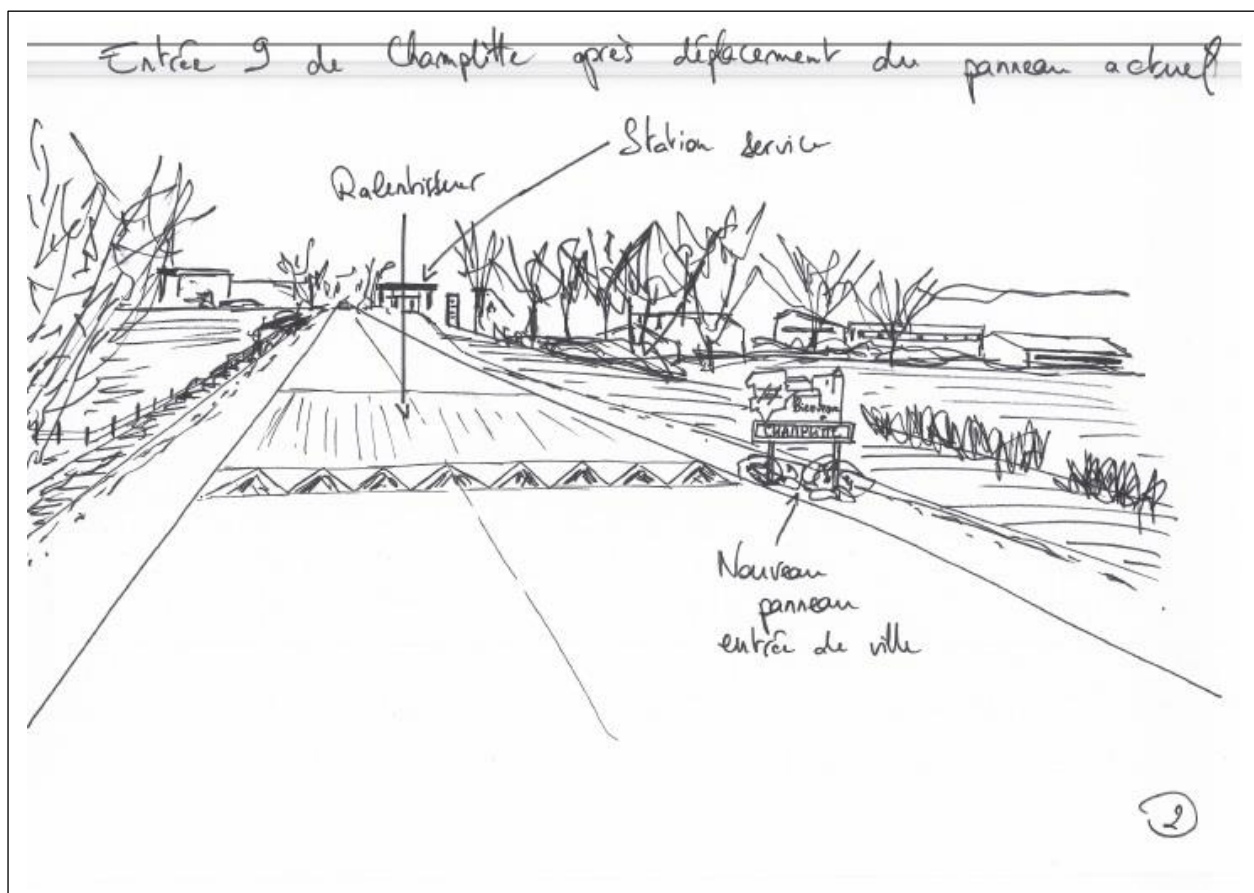 Entrée 9 de Champlitte après déplacement du panneau actuel
Station service
Ralentisseur
Bienvenue
CHAMPLITTE
Nouveau
panneau
entrée de ville
2